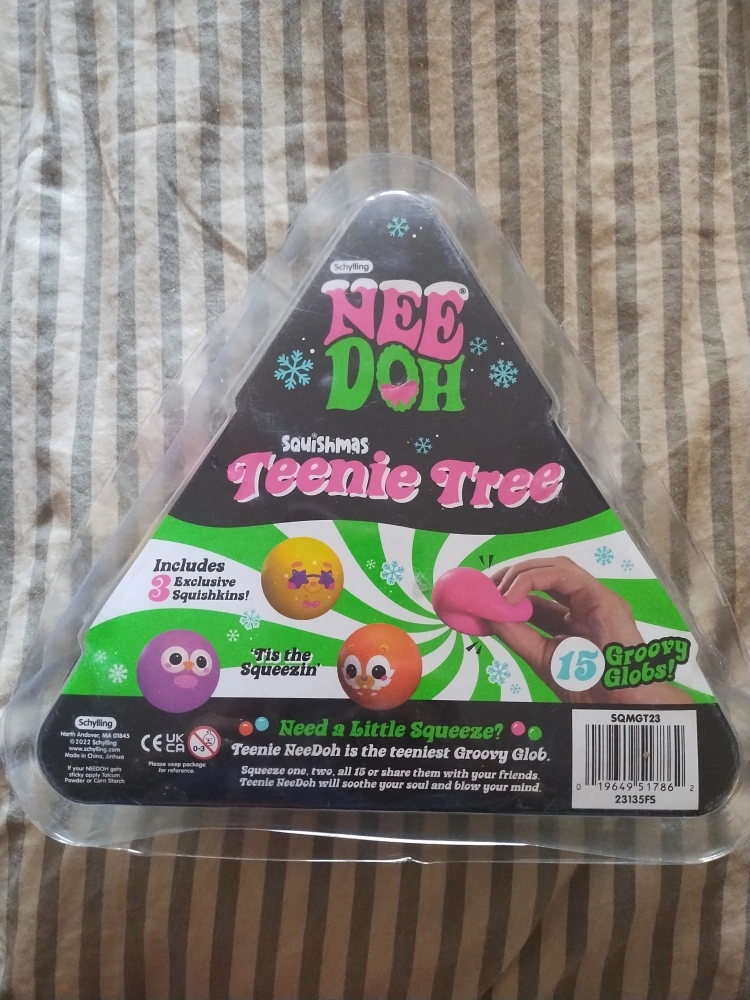 Schylling
NEE
DOH®
Squishmas
Teenie Tree
Includes
3 Exclusive
Squishkins!
'Tis the
Squeezin'
15 Groovy
Globs!
Schylling
North Andover, MA 01845
©2022 Schylling
www.schylling.com
Made in China, Jinhua
If your NEEDOH gets
sticky apply Talcum
Powder or Corn Starch
CE UK
CA
0-3
Please keep package
for reference.
Need a Little Squeeze?
Teenie NeeDoh is the teeniest Groovy Glob.
Squeeze one, two, all 15 or share them with your friends.
Teenie NeeDoh will soothe your soul and blow your mind.
SQMGT23
0 19649 51786 2
23135FS